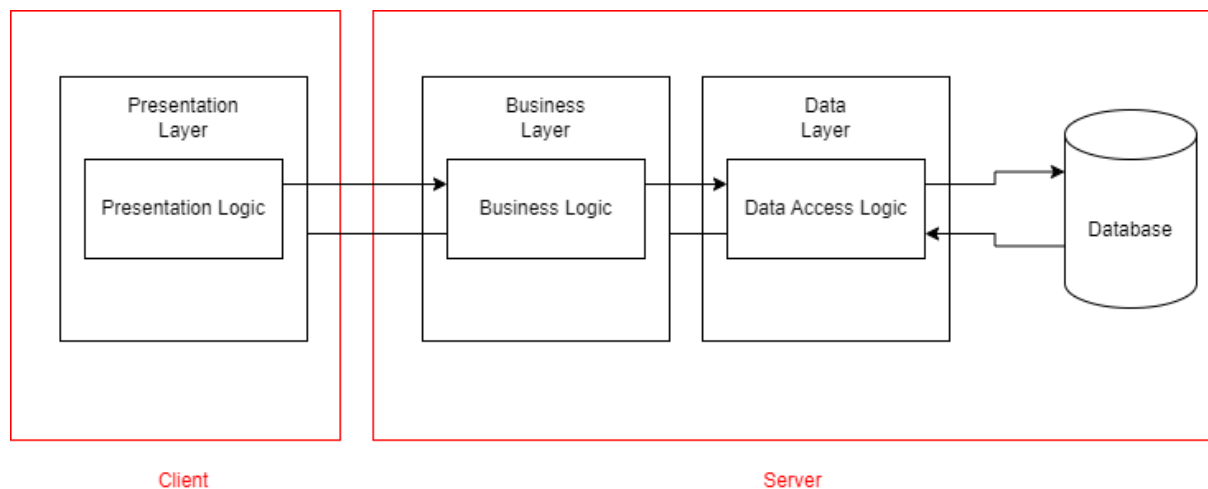 Presentation
Layer
Presentation Logic
Business
Layer
Business Logic
Data
Layer
Data Access Logic
Database
Client
Server